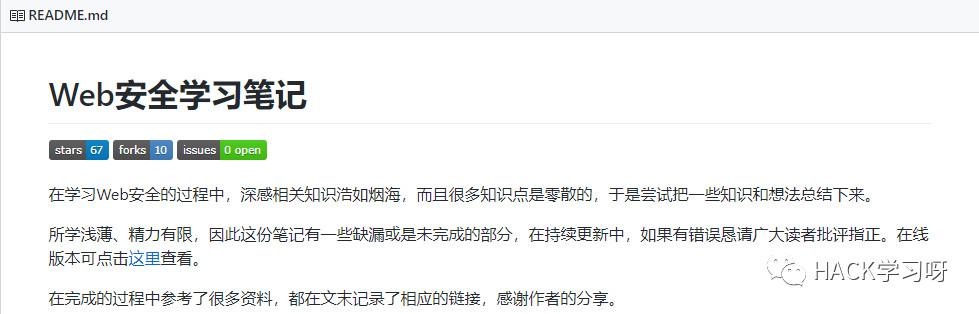 README.md
Web安全学习笔记
stars 67 forks 10 issues 0 open
在学习Web安全的过程中，深感相关知识浩如烟海，而且很多知识点是零散的，于是尝试把一些知识和想法总结下来。
所学浅薄、精力有限，因此这份笔记有一些缺漏或是未完成的部分，在持续更新中，如果有错误恳请广大读者批评指正。在线
版本可点击这里查看。
HACK学习呀
在完成的过程中参考了很多资料，都在文末记录了相应的链接，感谢作者的分享。